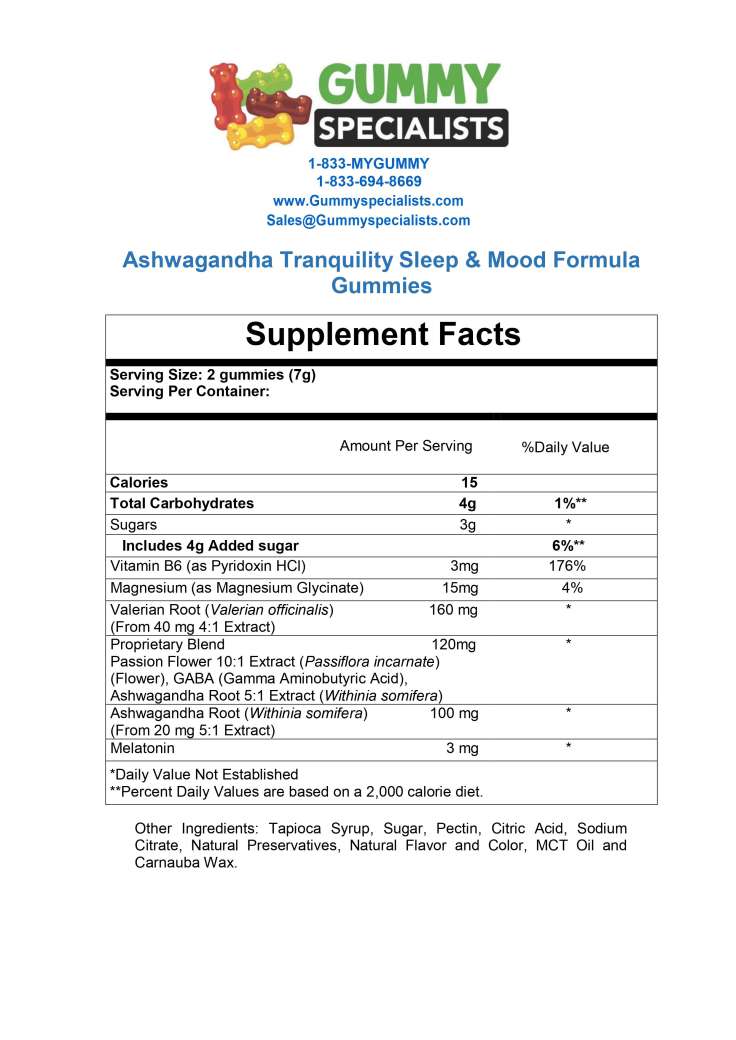 GUMMY
SPECIALISTS
1-833-MYGUMMY
1-833-694-8669
www.Gummyspecialists.com
Sales@Gummyspecialists.com
Ashwagandha Tranquility Sleep & Mood Formula
Gummies
Supplement Facts
Serving Size: 2 gummies (7g)
Serving Per Container:
Amount Per Serving %Daily Value
Calories 15
Total Carbohydrates 4g 1%**
Sugars 3g *
Includes 4g Added sugar 6%**
Vitamin B6 (as Pyridoxin HCl) 3mg 176%
Magnesium (as Magnesium Glycinate) 15mg 4%
Valerian Root (Valerian officinalis) 160 mg *
(From 40 mg 4:1 Extract)
Proprietary Blend 120mg *
Passion Flower 10:1 Extract (Passiflora incarnate)
(Flower), GABA (Gamma Aminobutyric Acid),
Ashwagandha Root 5:1 Extract (Withinia somifera)
Ashwagandha Root (Withinia somifera) 100 mg *
(From 20 mg 5:1 Extract)
Melatonin 3 mg *
*Daily Value Not Established
**Percent Daily Values are based on a 2,000 calorie diet.
Other Ingredients: Tapioca Syrup, Sugar, Pectin, Citric Acid, Sodium
Citrate, Natural Preservatives, Natural Flavor and Color, MCT Oil and
Carnauba Wax.